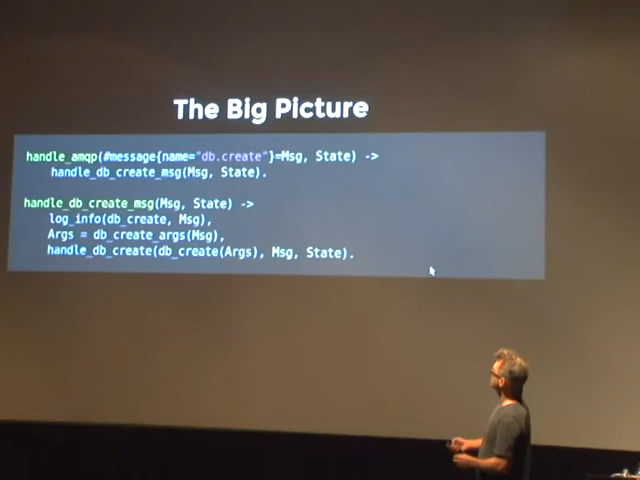 The Big Picture
handle_amqp(#message{name="db.create"}=Msg, State) ->
handle_db_create_msg(Msg, State).
handle_db_create_msg(Msg, State) ->
log_info(db_create, Msg),
Args = db_create_args(Msg),
handle_db_create(db_create(Args), Msg, State).